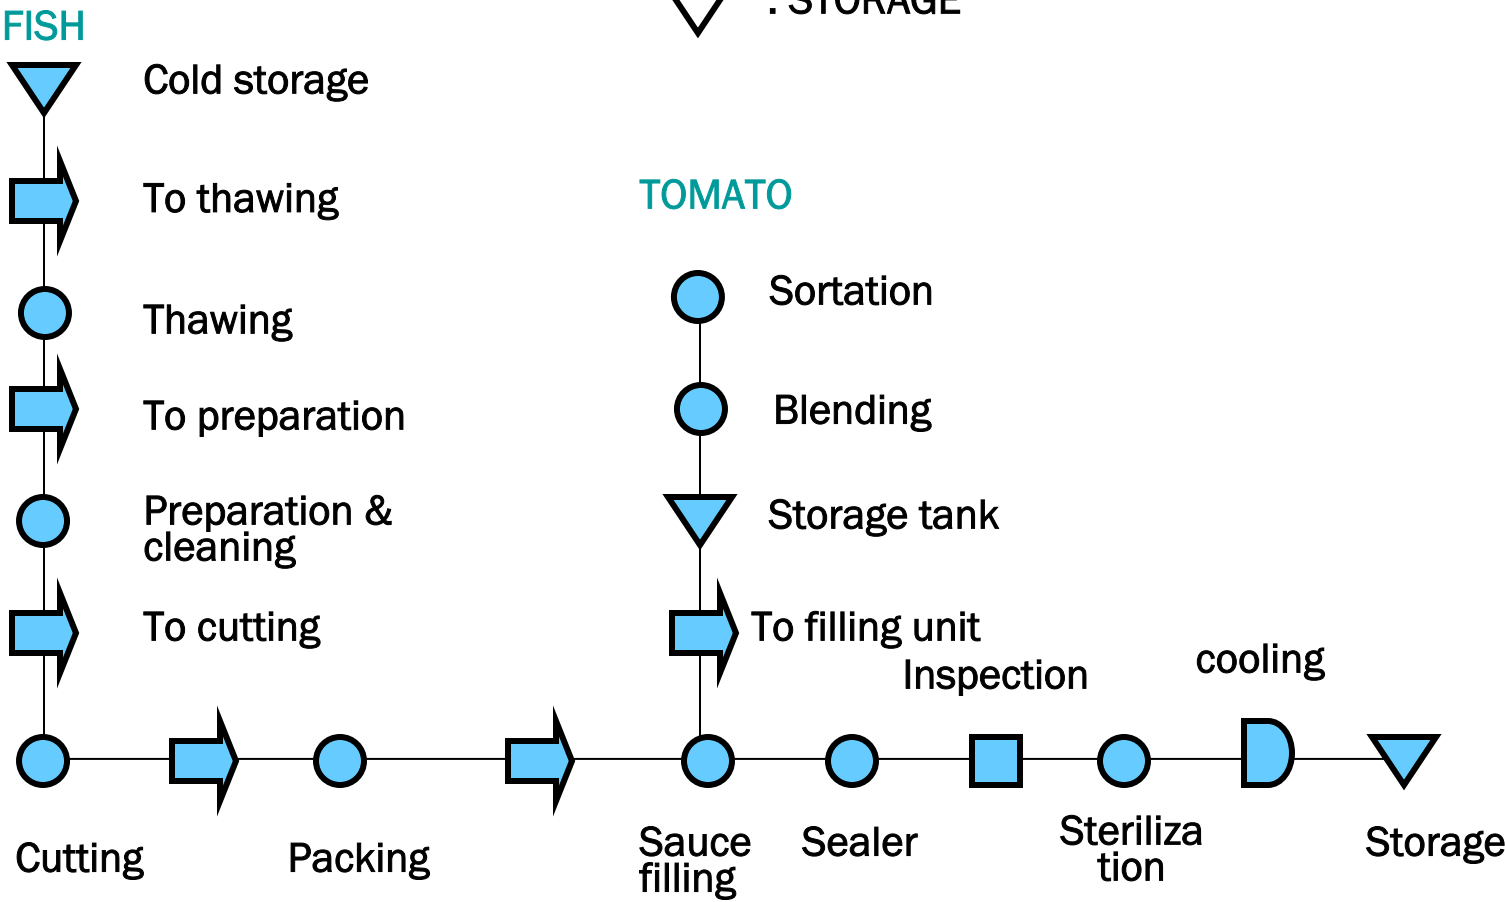 : STORAGE
FISH
Cold storage
To thawing
Thawing
To preparation
Preparation &
cleaning
To cutting
TOMATO
Sortation
Blending
Storage tank
To filling unit
Inspection
cooling
Cutting
Packing
Sauce
filling
Sealer
Steriliza
tion
Storage